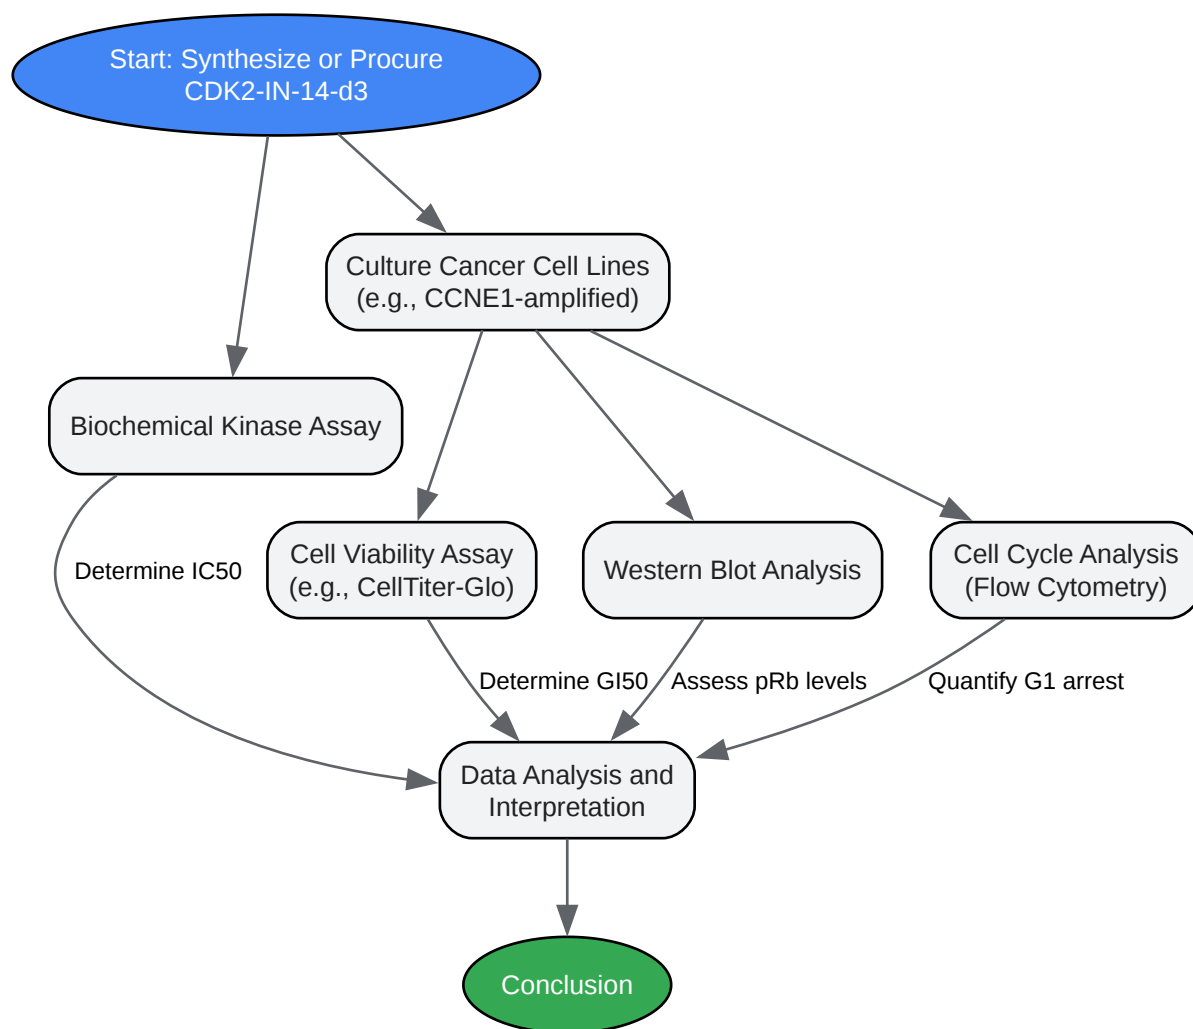 Start: Synthesize or Procure
CDK2-IN-14-d3
Culture Cancer Cell Lines
(e.g., CCNE1-amplified)
Biochemical Kinase Assay
Cell Viability Assay
(e.g., CellTiter-Glo)
Western Blot Analysis
Cell Cycle Analysis
(Flow Cytometry)
Determine IC50
Determine GI50
Assess pRb levels
Quantify G1 arrest
Data Analysis and
Interpretation
Conclusion